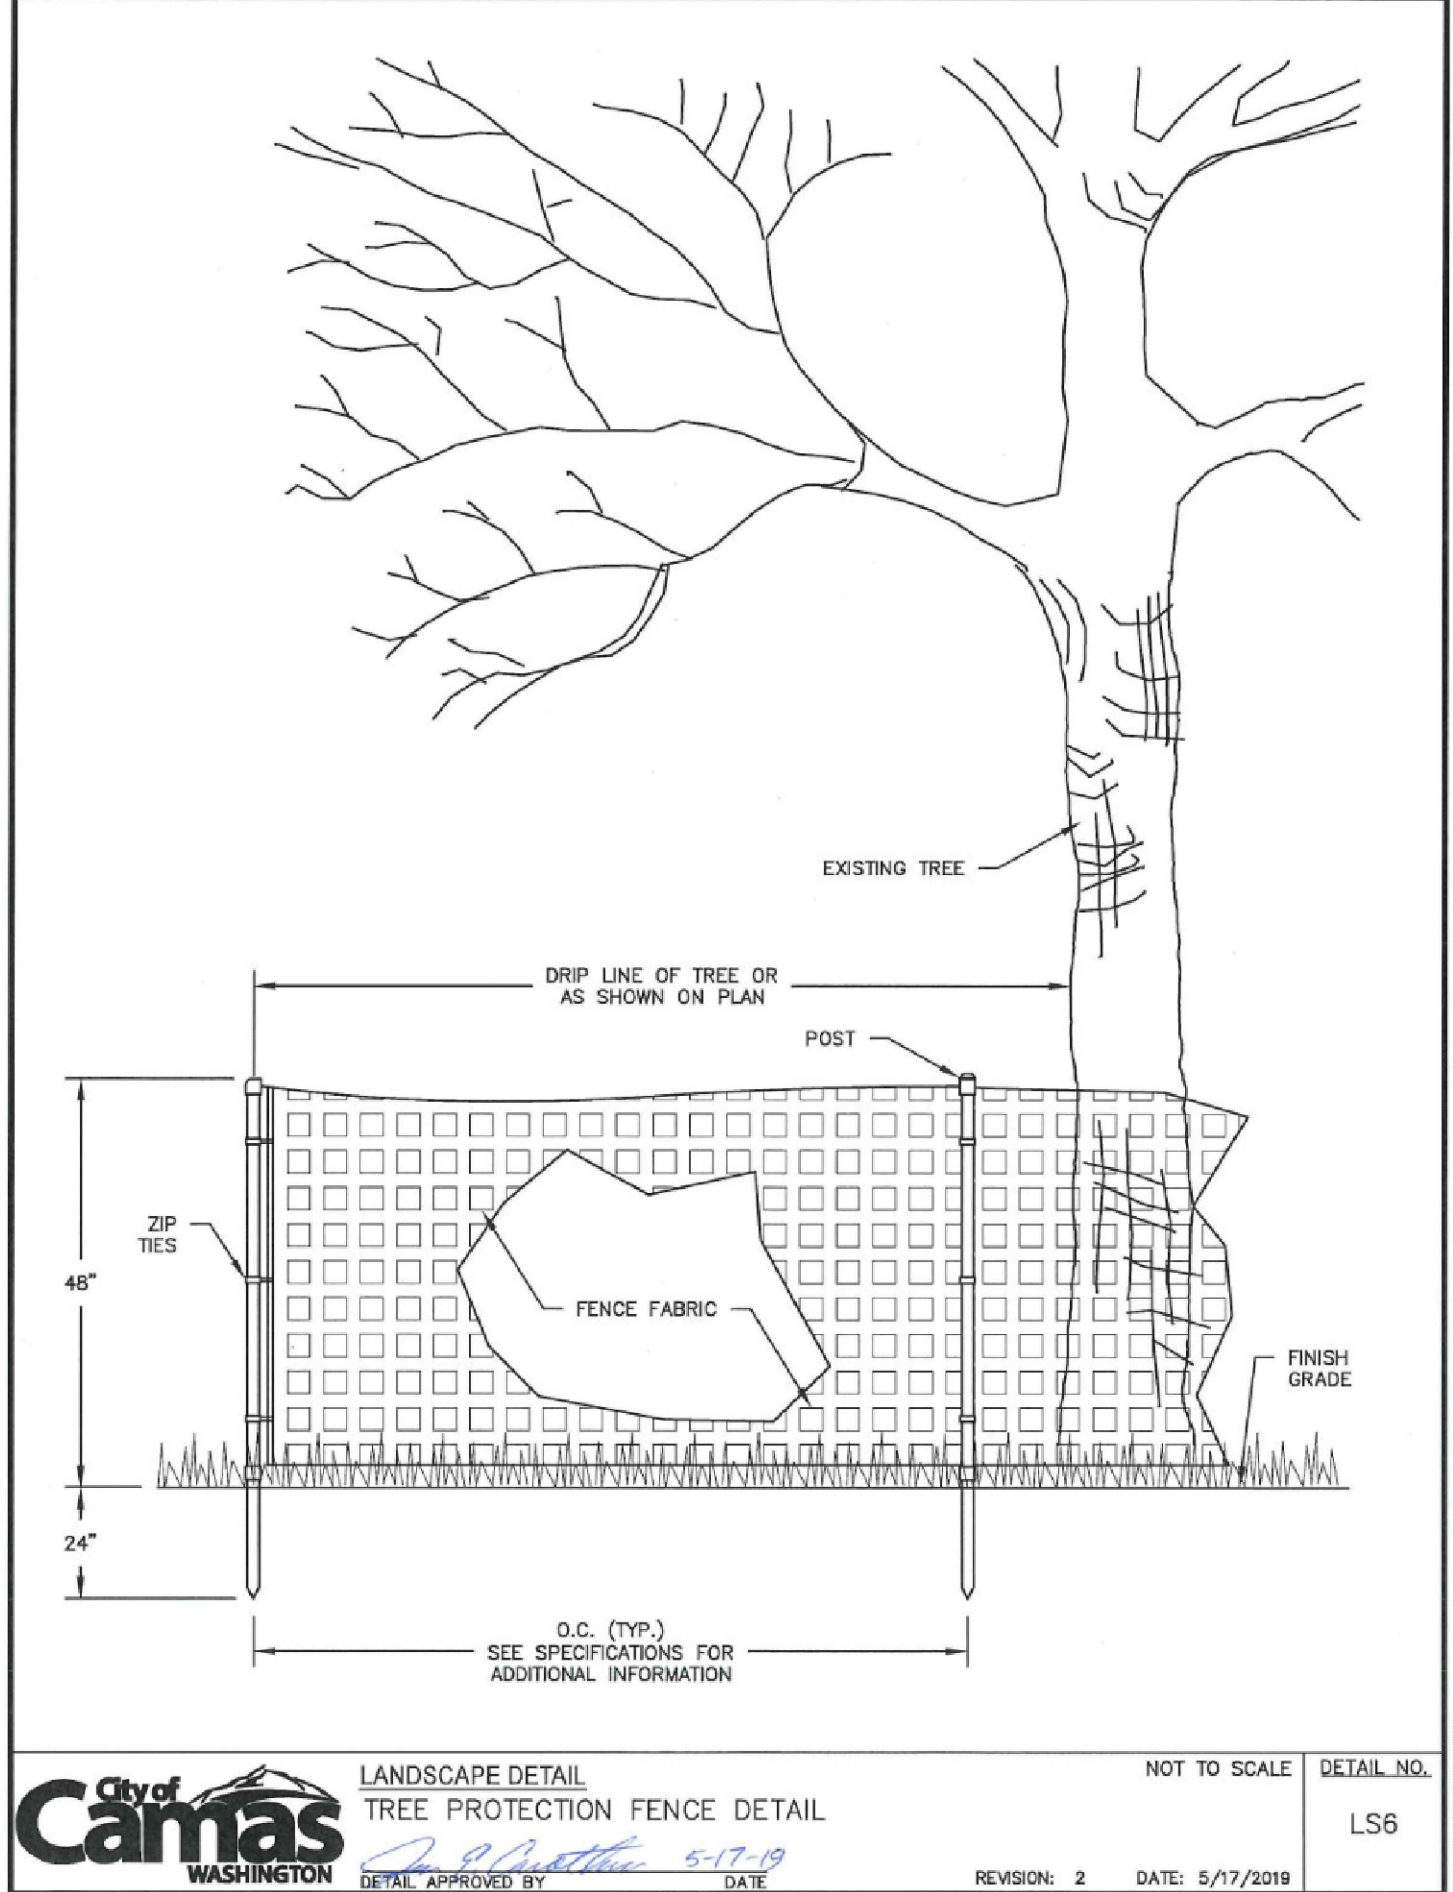 EXISTING TREE
DRIP LINE OF TREE OR
AS SHOWN ON PLAN
POST
ZIP
TIES
48"
FENCE FABRIC
FINISH
GRADE
24"
O.C. (TYP.)
SEE SPECIFICATIONS FOR
ADDITIONAL INFORMATION
City of
Camas
WASHINGTON
LANDSCAPE DETAIL
TREE PROTECTION FENCE DETAIL
5-17-19
DETAIL APPROVED BY DATE
NOT TO SCALE
REVISION: 2 DATE: 5/17/2019
DETAIL NO.
LS6